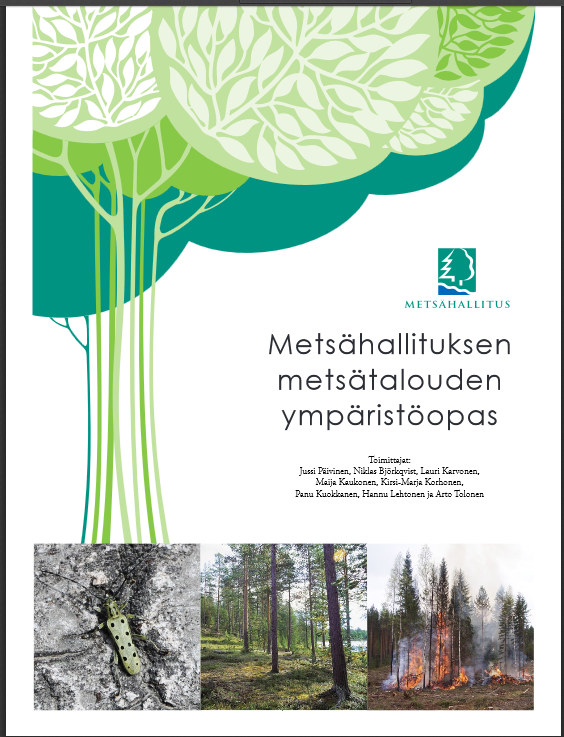 METSÄHALLITUS
Metsähallituksen
metsätalouden
ympäristöopas
Toimittajat:
Jussi Päivinen, Niklas Björkqvist, Lauri Karvonen,
Maija Kaukonen, Kirsi-Marja Korhonen,
Panu Kuokkanen, Hannu Lehtonen ja Arto Tolonen